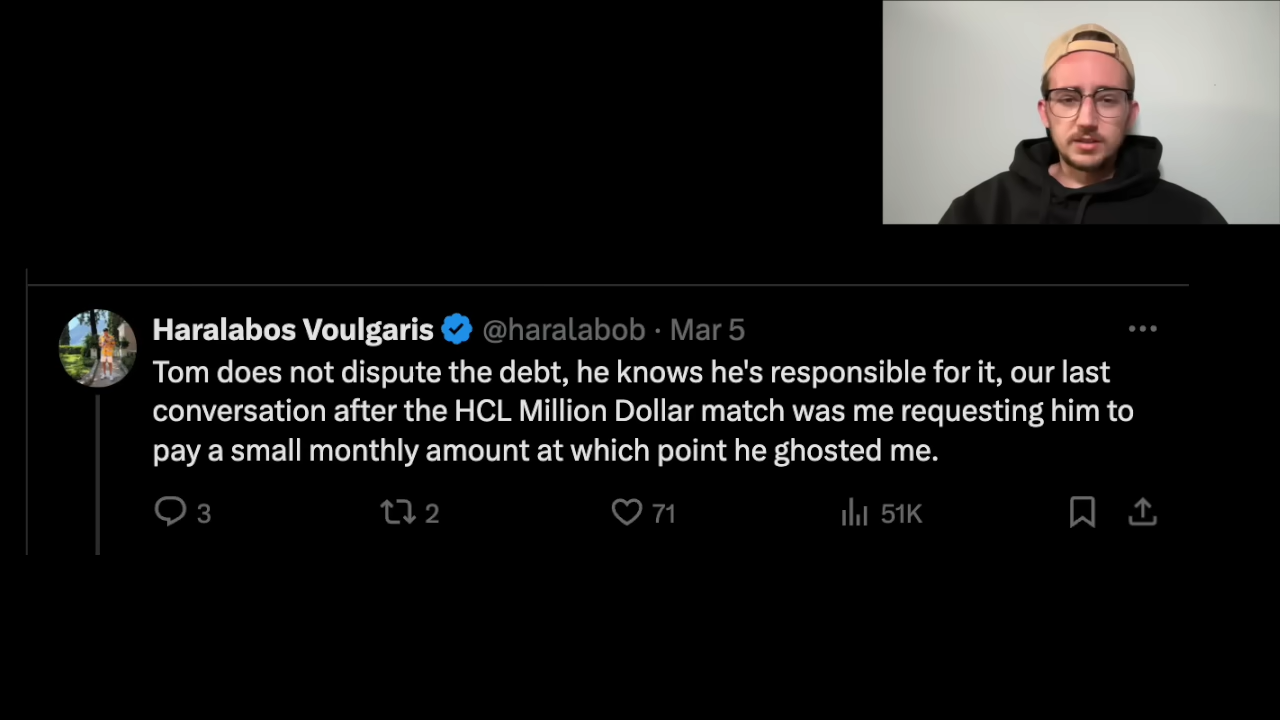 Haralabos Voulgaris @haralabob · Mar 5
Tom does not dispute the debt, he knows he's responsible for it, our last
conversation after the HCL Million Dollar match was me requesting him to
pay a small monthly amount at which point he ghosted me.
3 2 71 51K